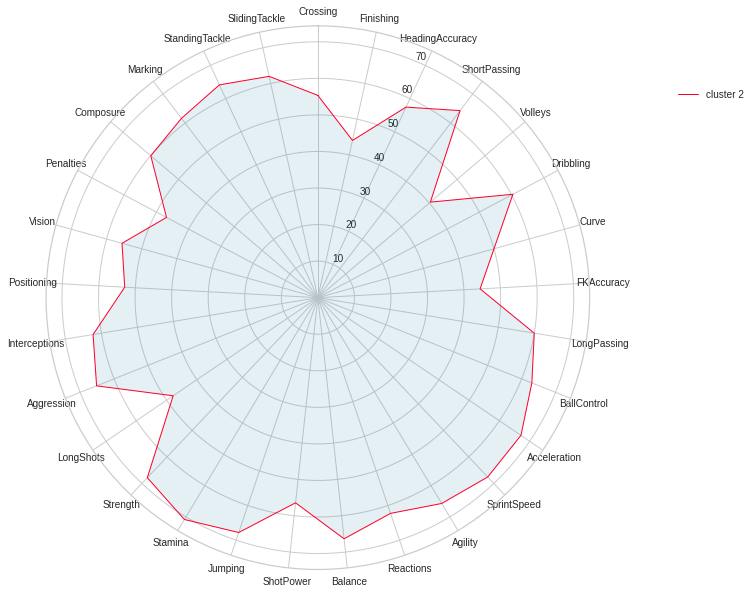 Crossing
Finishing
SlidingTackle
HeadingAccuracy
StandingTackle
70
ShortPassing
Marking
60
cluster 2
Volleys
Composure
50
40
Dribbling
Penalties
30
Curve
Vision
20
10
FKAccuracy
Positioning
LongPassing
Interceptions
BallControl
Aggression
Acceleration
LongShots
SprintSpeed
Strength
Agility
Stamina
Reactions
Jumping
Balance
ShotPower